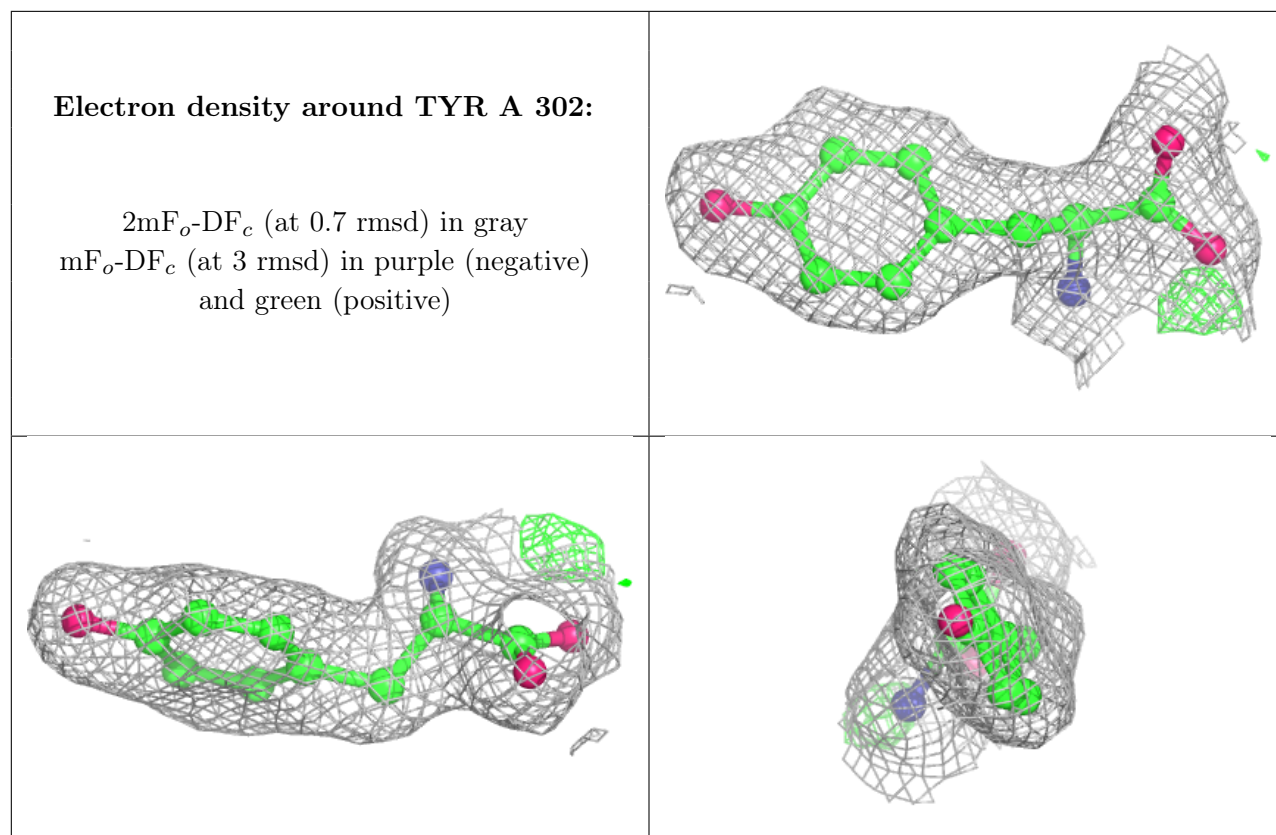 Electron density around TYR A 302:
2mFo-DFc (at 0.7 rmsd) in gray
mFo-DFc (at 3 rmsd) in purple (negative)
and green (positive)